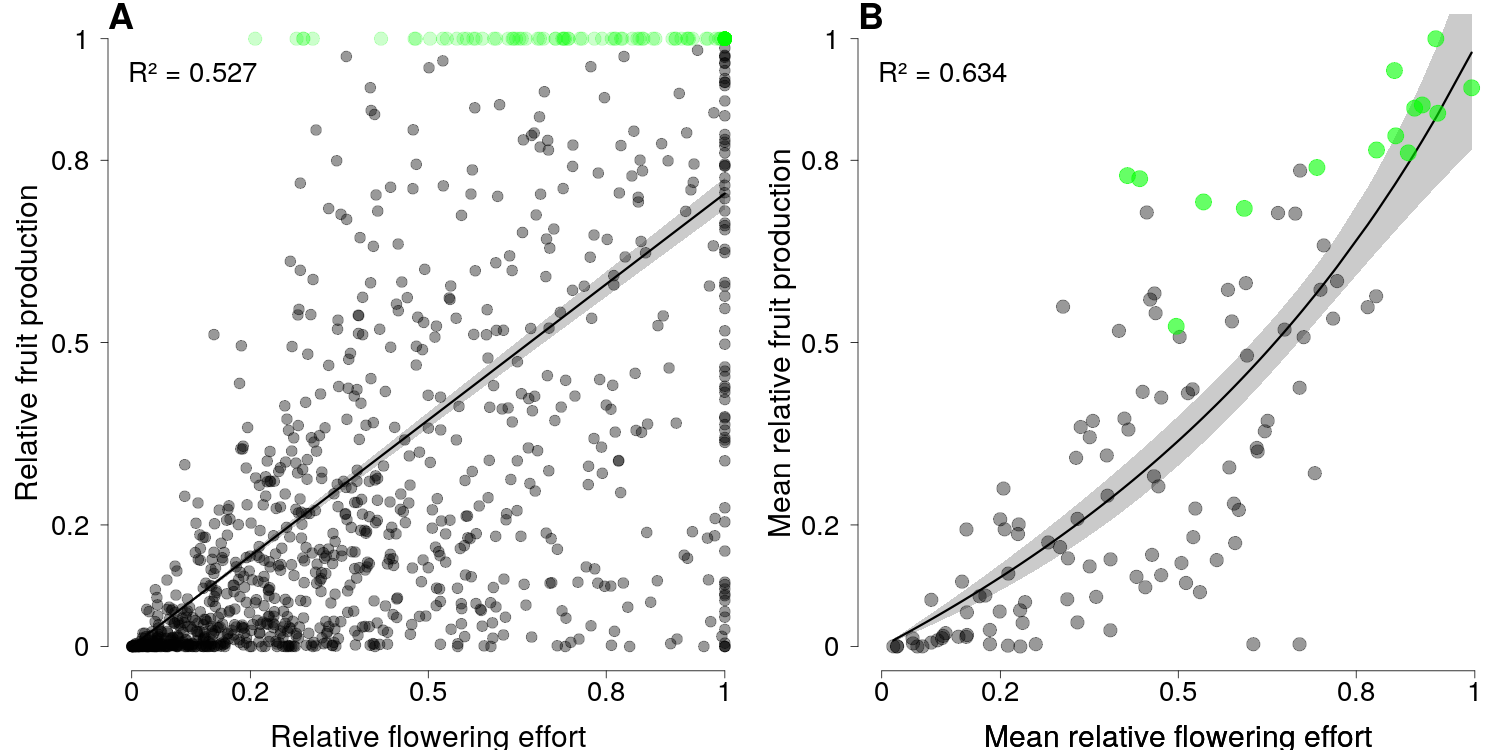 A
R² = 0.527
Relative fruit production
1
0.8
0.5
0.2
0
0
0.2
0.5
0.8
1
Relative flowering effort
B
R² = 0.634
Mean relative fruit production
1
0.8
0.5
0.2
0
0
0.2
0.5
0.8
1
Mean relative flowering effort